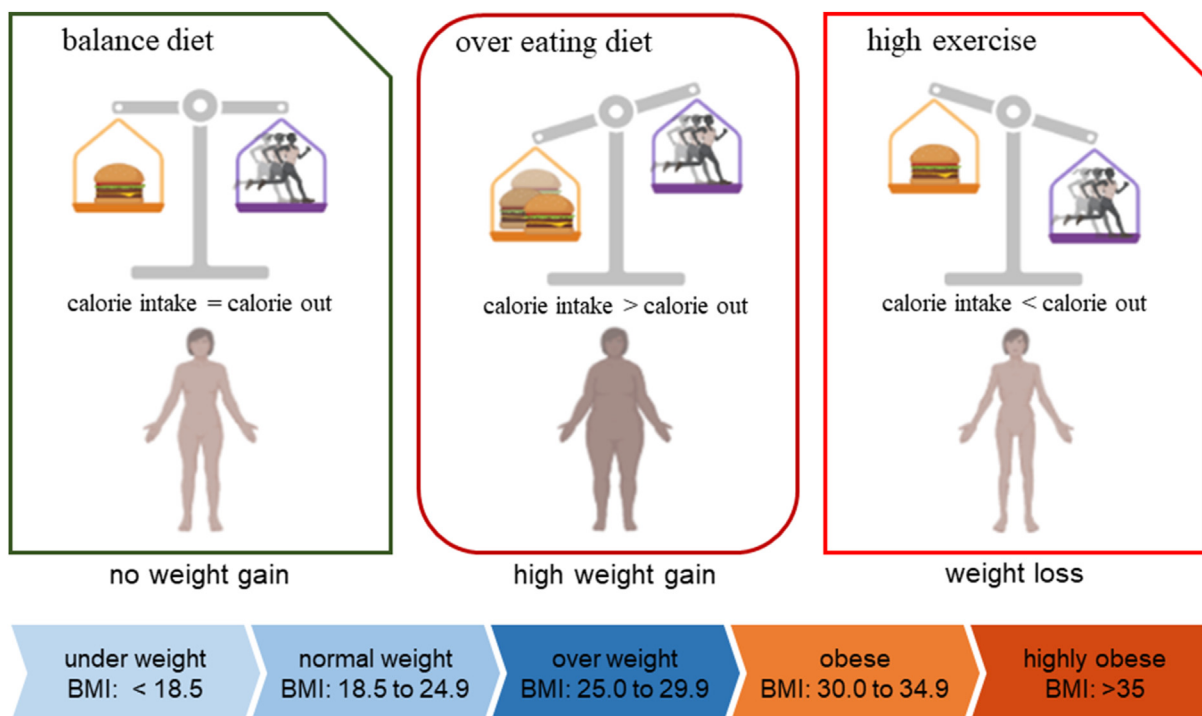 balance diet
over eating diet
high exercise
calorie intake = calorie out
calorie intake > calorie out
calorie intake < calorie out
no weight gain
high weight gain
weight loss
under weight
BMI: < 18.5
normal weight
BMI: 18.5 to 24.9
over weight
BMI: 25.0 to 29.9
obese
BMI: 30.0 to 34.9
highly obese
BMI: >35